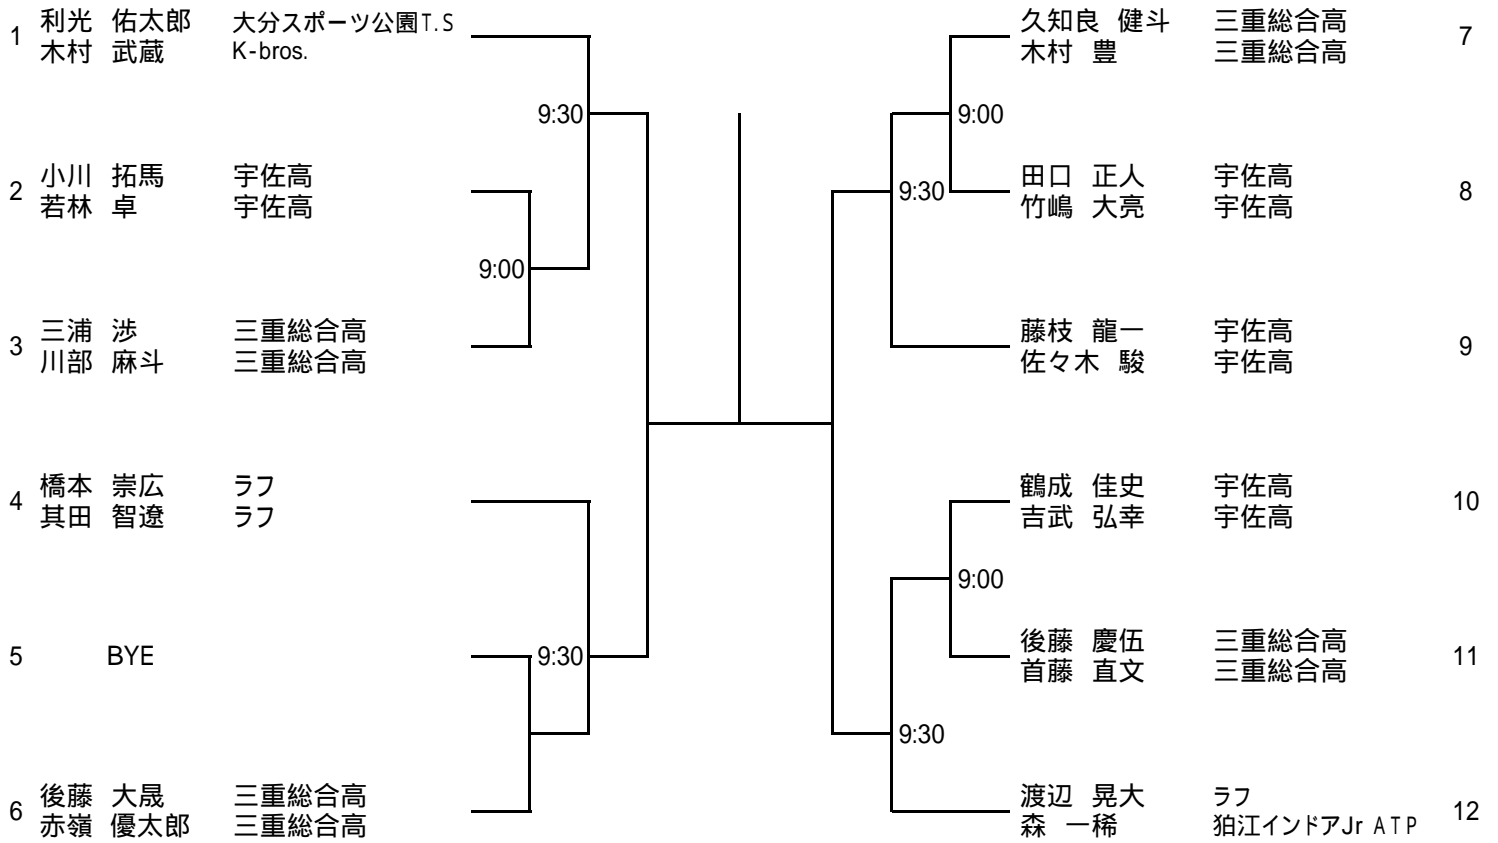 1 利光 佑太郎 大分スポーツ公園T.S
木村 武蔵 K-bros.
9:30
2 小川 拓馬 宇佐高
若林 卓 宇佐高
9:00
3 三浦 渉 三重総合高
川部 麻斗 三重総合高
4 橋本 崇広 ラフ
其田 智遼 ラフ
5 BYE
9:30
6 後藤 大晟 三重総合高
赤嶺 優太郎 三重総合高
久知良 健斗 三重総合高 7
木村 豊 三重総合高
9:00
田口 正人 宇佐高 8
竹嶋 大亮 宇佐高
9:30
藤枝 龍一 宇佐高 9
佐々木 駿 宇佐高
鶴成 佳史 宇佐高 10
吉武 弘幸 宇佐高
9:00
後藤 慶伍 三重総合高 11
首藤 直文 三重総合高
9:30
渡辺 晃大 ラフ 12
森 一稀 狛江インドアJr ATP